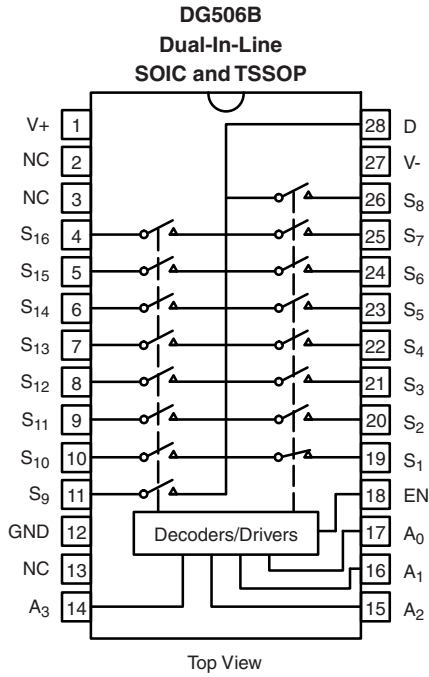 DG506B
Dual-In-Line
SOIC and TSSOP
V+ 1 28 D
NC 2 27 V-
NC 3 26 S8
S16 4 25 S7
S15 5 24 S6
S14 6 23 S5
S13 7 22 S4
S12 8 21 S3
S11 9 20 S2
S10 10 19 S1
S9 11 18 EN
GND 12 Decoders/Drivers 17 A0
NC 13 16 A1
A3 14 15 A2
Top View